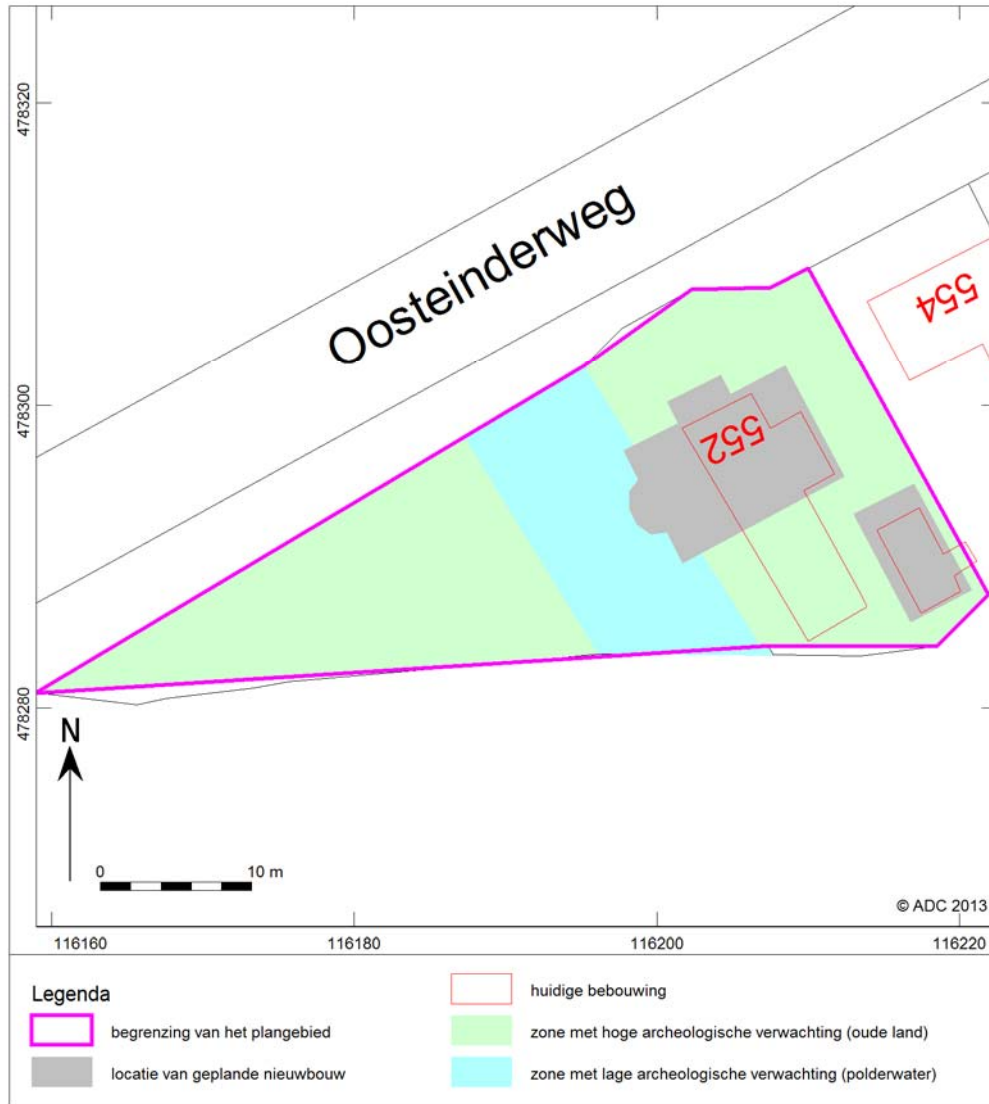 478320
Oosteinderweg
554
478300
552
478280
N
0 10 m
© ADC 2013
116160 116180 116200 116220
Legenda
begrenzing van het plangebied
locatie van geplande nieuwbouw
huidige bebouwing
zone met hoge archeologische verwachting (oude land)
zone met lage archeologische verwachting (polderwater)